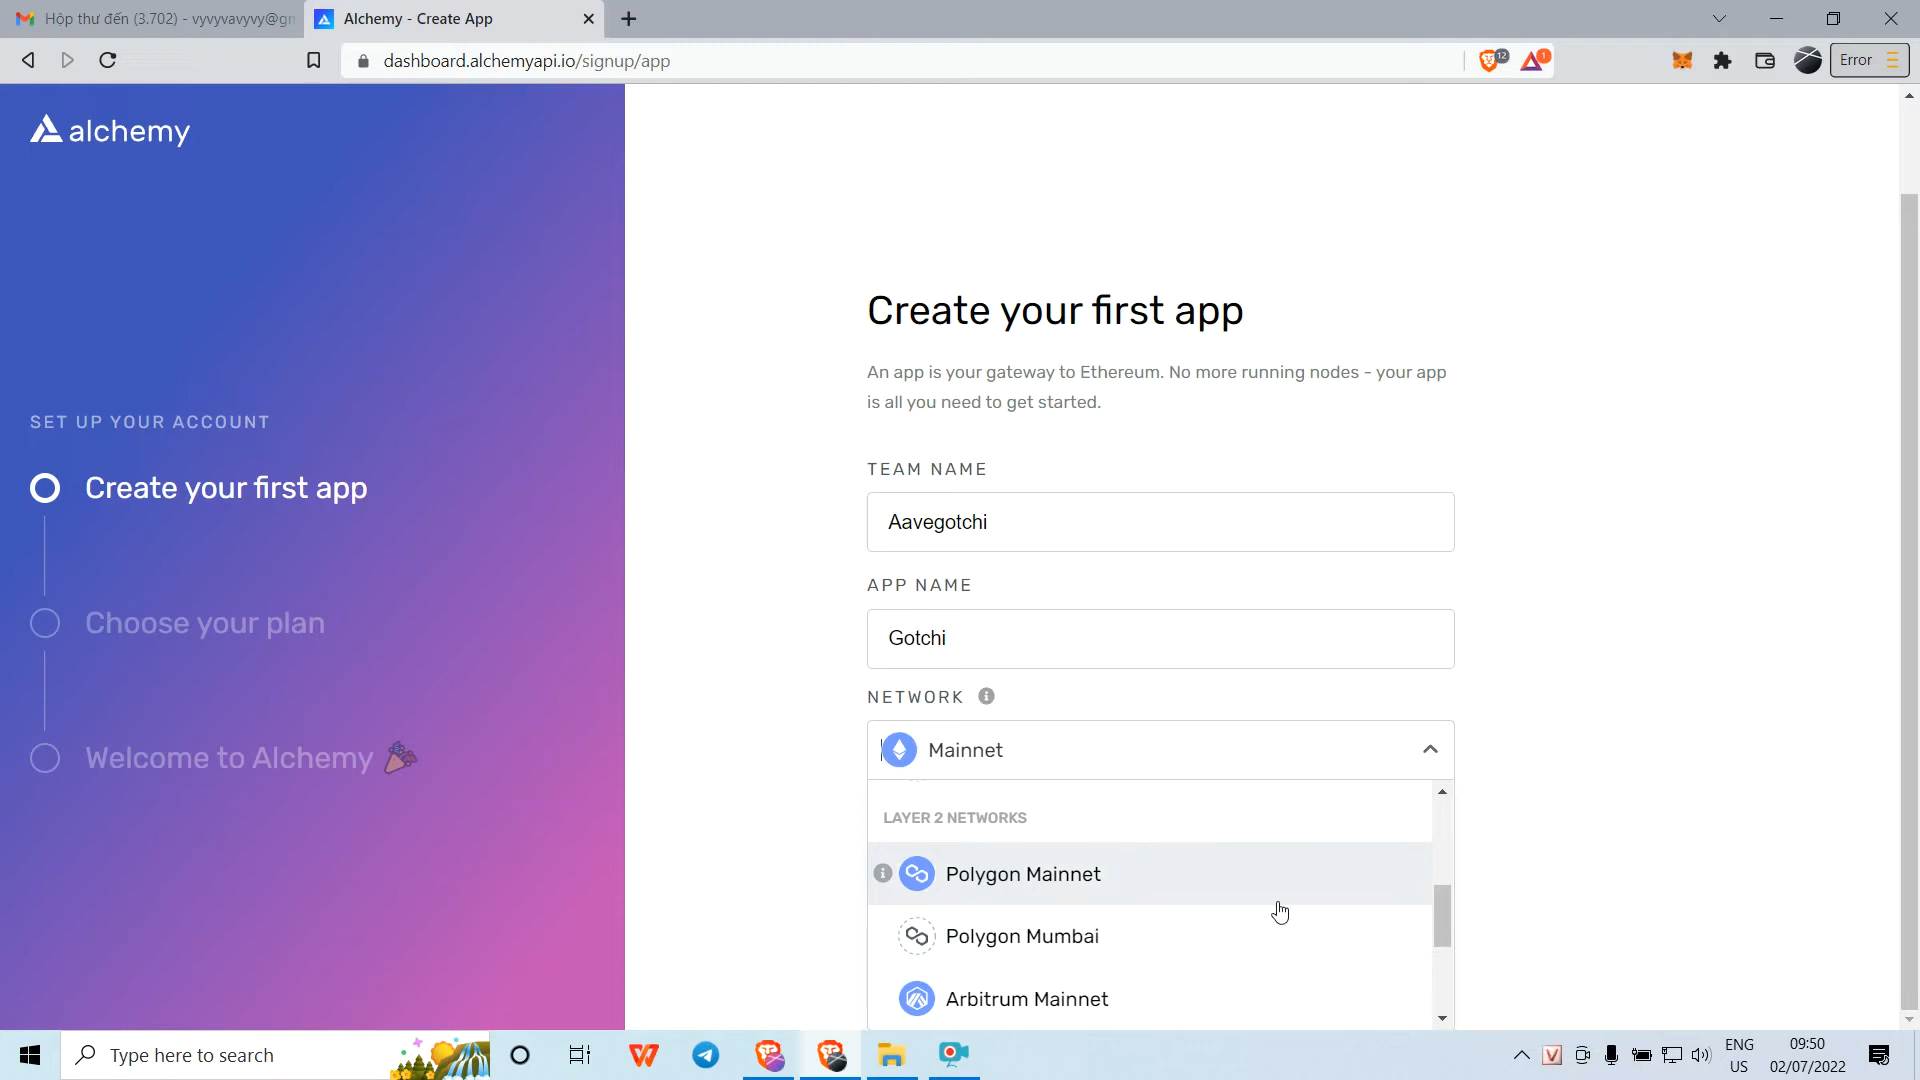 Hộp thư đến (3.702) - vyvyvavyvy@gm
Alchemy - Create App
dashboard.alchemyapi.io/signup/app
12
1
Error
alchemy
SET UP YOUR ACCOUNT
Create your first app
Choose your plan
Welcome to Alchemy
Create your first app
An app is your gateway to Ethereum. No more running nodes - your app
is all you need to get started.
TEAM NAME
Aavegotchi
APP NAME
Gotchi
NETWORK
Mainnet
LAYER 2 NETWORKS
Polygon Mainnet
Polygon Mumbai
Arbitrum Mainnet
Type here to search
ENG
US
09:50
02/07/2022